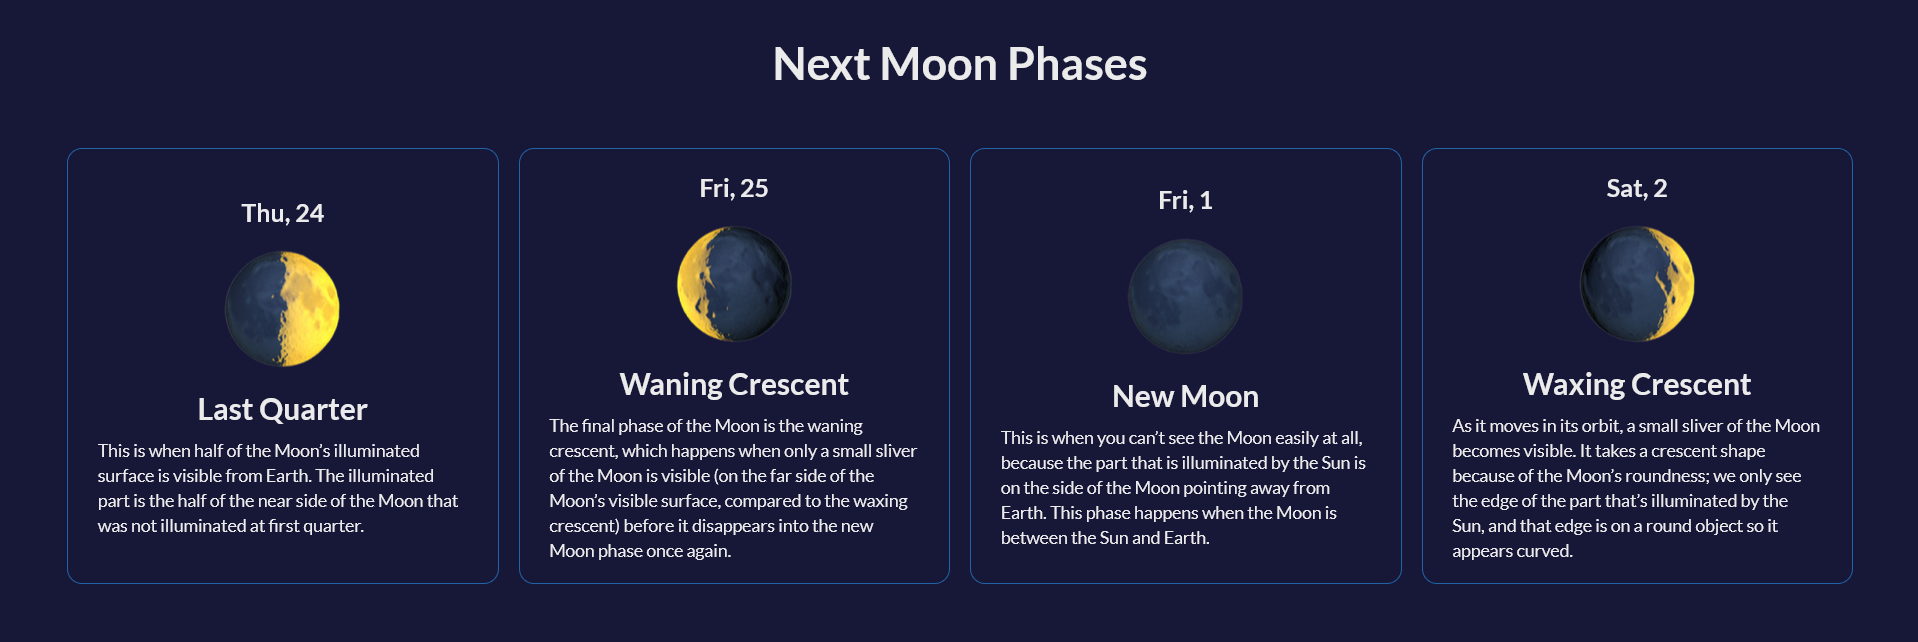 Next Moon Phases
Thu, 24
Last Quarter
This is when half of the Moon’s illuminated
surface is visible from Earth. The illuminated
part is the half of the near side of the Moon that
was not illuminated at first quarter.
Fri, 25
Waning Crescent
The final phase of the Moon is the waning
crescent, which happens when only a small sliver
of the Moon is visible (on the far side of the
Moon’s visible surface, compared to the waxing
crescent) before it disappears into the new
Moon phase once again.
Fri, 1
New Moon
This is when you can’t see the Moon easily at all,
because the part that is illuminated by the Sun is
on the side of the Moon pointing away from
Earth. This phase happens when the Moon is
between the Sun and Earth.
Sat, 2
Waxing Crescent
As it moves in its orbit, a small sliver of the Moon
becomes visible. It takes a crescent shape
because of the Moon’s roundness; we only see
the edge of the part that’s illuminated by the
Sun, and that edge is on a round object so it
appears curved.